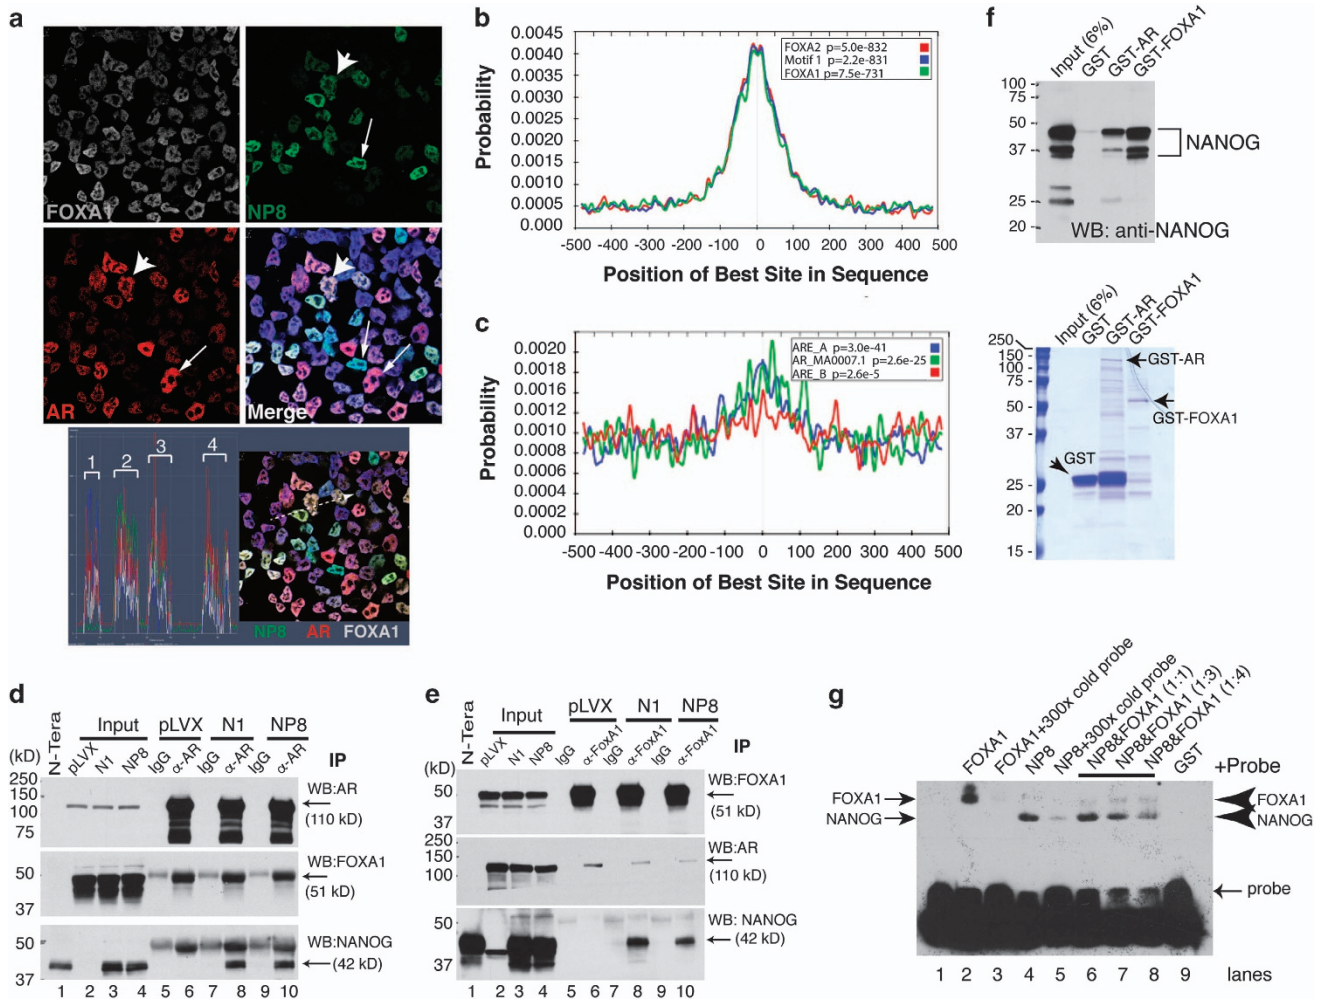 a
FOXA1
NP8
AR
Merge
1 2 3 4
NP8 AR FOXA1
b
0.0045
0.0040
0.0035
0.0030
0.0025
0.0020
0.0015
0.0010
0.0005
0.000
Probability
FOXA2 p=5.0e-832
Motif 1 p=2.2e-831
FOXA1 p=7.5e-731
-500 -400 -300 -200 -100 0 100 200 300 400 500
Position of Best Site in Sequence
c
0.0020
0.0018
0.0016
0.0014
0.0012
0.0010
0.0008
0.0006
0.0004
0.0002
0.000
Probability
ARE_A p=3.0e-41
AR_MA0007.1 p=2.6e-25
ARE_B p=2.6e-5
-500 -400 -300 -200 -100 0 100 200 300 400 500
Position of Best Site in Sequence
f
Input (6%)
GST
GST-AR
GST-FOXA1
100
75
50
37
25
20
NANOG
WB: anti-NANOG
Input (6%)
GST
GST-AR
GST-FOXA1
250
150
100
75
50
37
25
20
15
GST-AR
GST-FOXA1
GST
d
N-Tera
Input pLVX N1 NP8
pLVX N1 NP8 IgG α-AR IgG α-AR IgG α-AR IP
(kD)
250
150
100
75
WB:AR
(110 kD)
50
37
WB:FOXA1
(51 kD)
50
37
WB:NANOG
(42 kD)
1 2 3 4 5 6 7 8 9 10
e
N-Tera
Input pLVX N1 NP8
pLVX N1 NP8 IgG α-FoxA1 IgG α-FoxA1 IgG α-FoxA1 IP
(kD)
50
37
WB:FOXA1
(51 kD)
250
150
100
WB:AR
(110 kD)
50
37
WB: NANOG
(42 kD)
1 2 3 4 5 6 7 8 9 10
g
FOXA1
FOXA1+300x cold probe
NP8
NP8+300x cold probe
NP8&FOXA1 (1:1)
NP8&FOXA1 (1:3)
NP8&FOXA1 (1:4)
GST
+Probe
FOXA1
NANOG
FOXA1
NANOG
probe
1 2 3 4 5 6 7 8 9 lanes